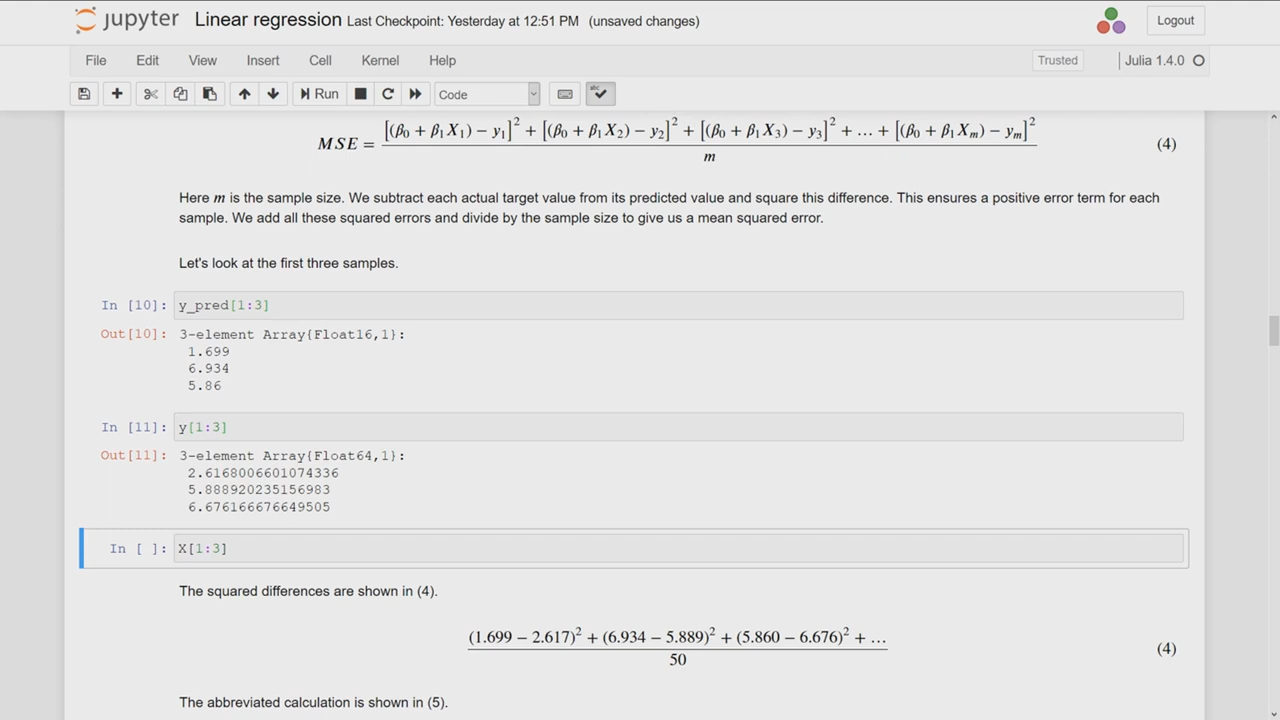 jupyter Linear regression Last Checkpoint: Yesterday at 12:51 PM (unsaved changes) Logout
File Edit View Insert Cell Kernel Help Trusted Julia 1.4.0
Run Code
MSE = [(β₀ + β₁X₁) − y₁]² + [(β₀ + β₁X₂) − y₂]² + [(β₀ + β₁X₃) − y₃]² + … + [(β₀ + β₁Xₘ) − yₘ]² (4)
m
Here m is the sample size. We subtract each actual target value from its predicted value and square this difference. This ensures a positive error term for each
sample. We add all these squared errors and divide by the sample size to give us a mean squared error.
Let's look at the first three samples.
In [10]: y_pred[1:3]
Out[10]: 3-element Array{Float16,1}:
1.699
6.934
5.86
In [11]: y[1:3]
Out[11]: 3-element Array{Float64,1}:
2.6168006601074336
5.888920235156983
6.676166676649505
In [ ]: X[1:3]
The squared differences are shown in (4).
(1.699 − 2.617)² + (6.934 − 5.889)² + (5.860 − 6.676)² + … (4)
50
The abbreviated calculation is shown in (5).